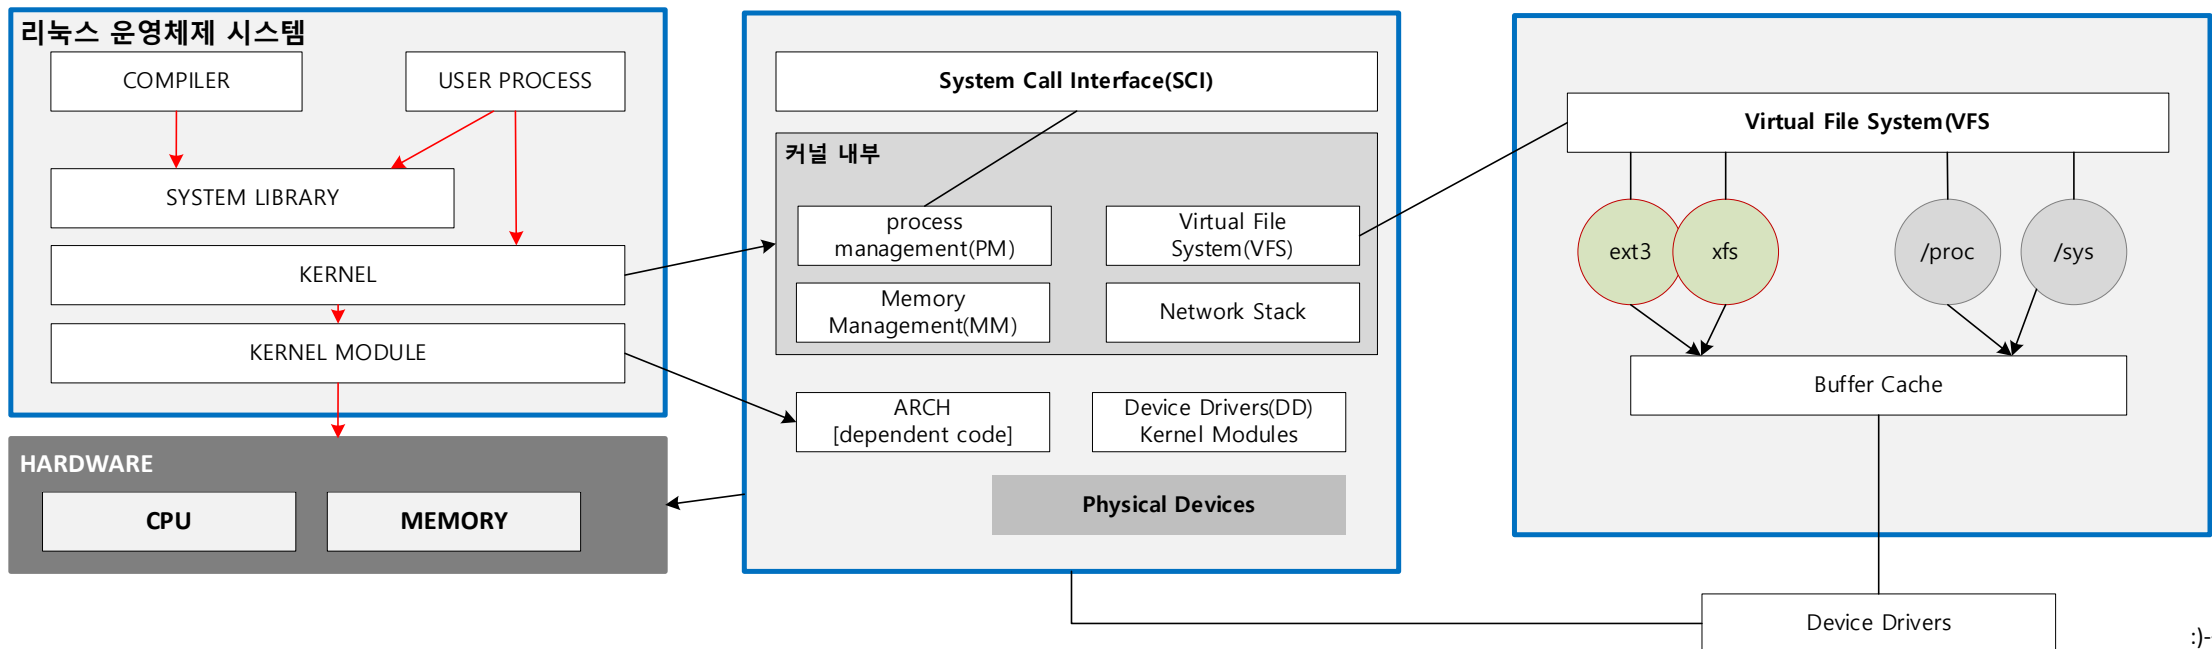 리눅스 운영체제 시스템
COMPILER
USER PROCESS
SYSTEM LIBRARY
KERNEL
KERNEL MODULE
HARDWARE
CPU
MEMORY
System Call Interface(SCI)
커널 내부
process
management(PM)
Virtual File
System(VFS)
Memory
Management(MM)
Network Stack
ARCH
[dependent code]
Device Drivers(DD)
Kernel Modules
Physical Devices
Virtual File System(VFS
ext3
xfs
/proc
/sys
Buffer Cache
Device Drivers
:)-